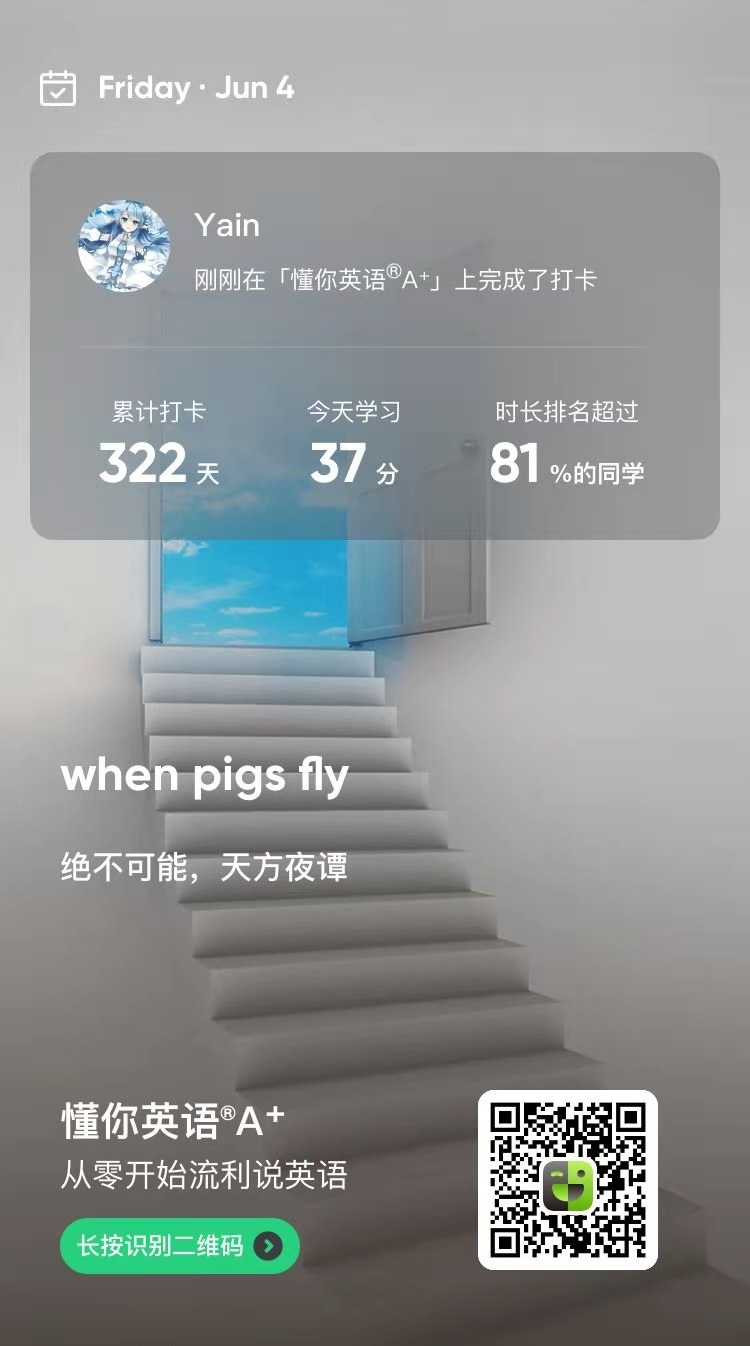 Friday · Jun 4
Yain
刚刚在「懂你英语®A⁺」上完成了打卡
累计打卡 今天学习 时长排名超过
322 天 37 分 81 %的同学
when pigs fly
绝不可能，天方夜谭
懂你英语®A⁺
从零开始流利说英语
长按识别二维码